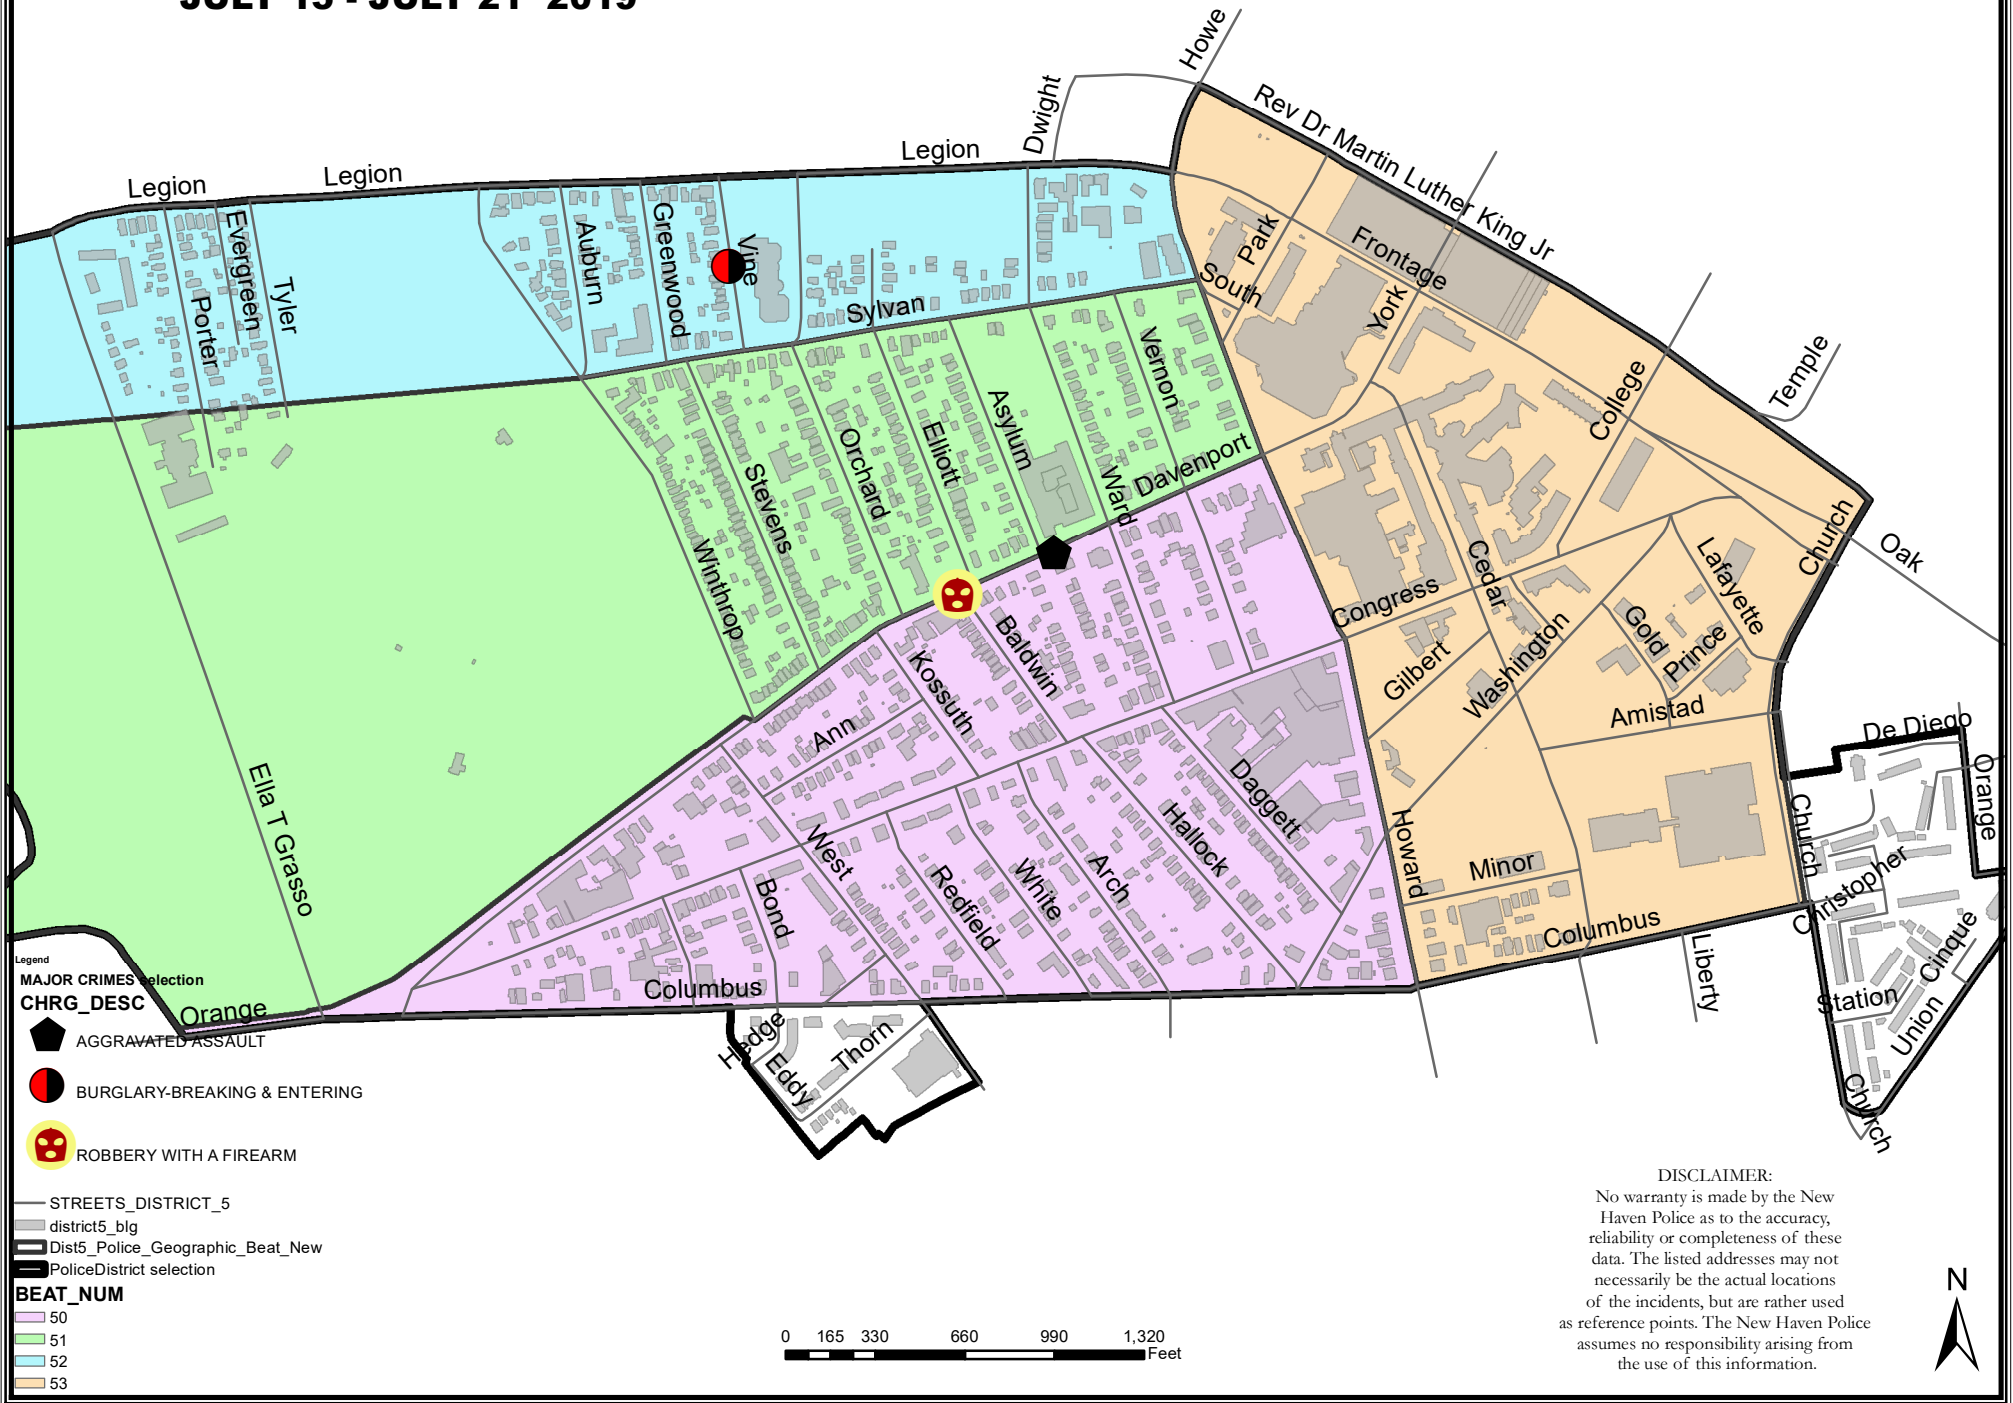 JULY 15 - JULY 21 2019
Howe
Rev Dr Martin Luther King Jr
Dwight
Legion
Legion
Legion
Evergreen
Porter
Tyler
Auburn
Greenwood
Vine
Sylvan
Park
South
Frontage
York
College
Temple
Vernon
Asylum
Elliott
Orchard
Stevens
Winthrop
Ward
Davenport
Church
Oak
Cedar
Congress
Gilbert
Washington
Lafayette
Gold
Prince
Amistad
Baldwin
Kossuth
Ann
De Diego
Orange
Ella T Grasso
Daggett
Hallock
Howard
Arch
White
Redfield
West
Bond
Minor
Columbus
Church
Christopher
Cinque
Station
Union
Liberty
Church
Columbus
Orange
Hedge
Eddy
Thorn
Legend
MAJOR CRIMES selection
CHRG_DESC
AGGRAVATED ASSAULT
BURGLARY-BREAKING & ENTERING
ROBBERY WITH A FIREARM
STREETS_DISTRICT_5
district5_blg
Dist5_Police_Geographic_Beat_New
PoliceDistrict selection
BEAT_NUM
50
51
52
53
0 165 330 660 990 1,320
Feet
DISCLAIMER:
No warranty is made by the New
Haven Police as to the accuracy,
reliability or completeness of these
data. The listed addresses may not
necessarily be the actual locations
of the incidents, but are rather used
as reference points. The New Haven Police
assumes no responsibility arising from
the use of this information.
N